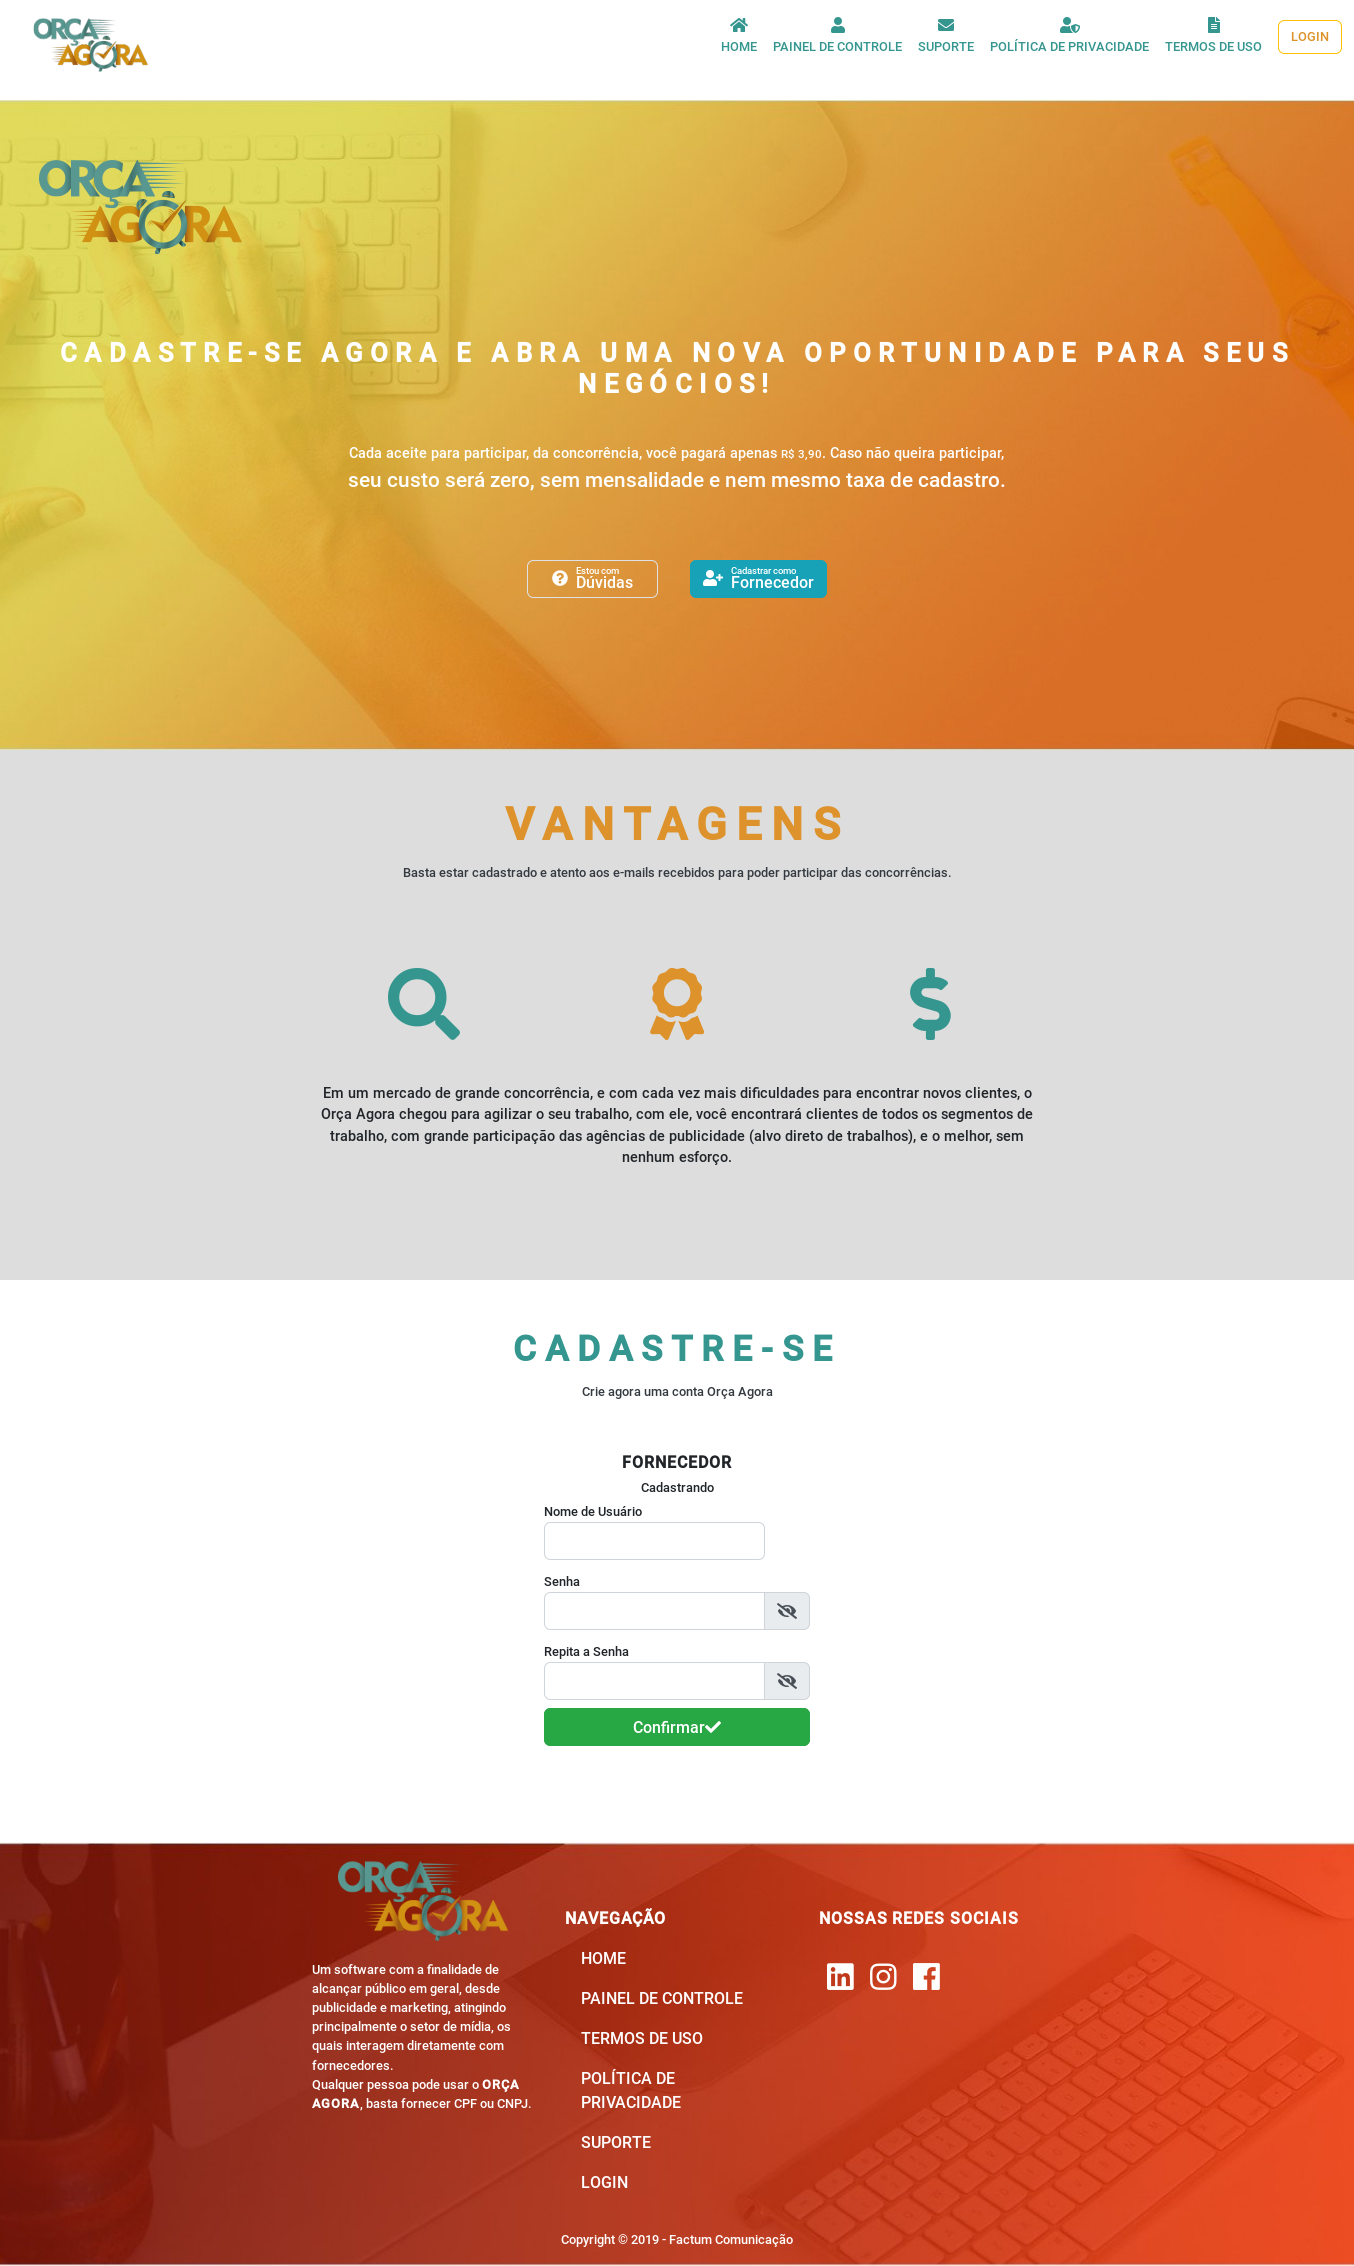 ORÇA
AGORA
HOME
PAINEL DE CONTROLE
SUPORTE
POLÍTICA DE PRIVACIDADE
TERMOS DE USO
LOGIN
ORÇA
AGORA
CADASTRE-SE AGORA E ABRA UMA NOVA OPORTUNIDADE PARA SEUS
NEGÓCIOS!
Cada aceite para participar, da concorrência, você pagará apenas R$ 3,90. Caso não queira participar,
seu custo será zero, sem mensalidade e nem mesmo taxa de cadastro.
Estou com
Dúvidas
Cadastrar como
Fornecedor
VANTAGENS
Basta estar cadastrado e atento aos e-mails recebidos para poder participar das concorrências.
Em um mercado de grande concorrência, e com cada vez mais dificuldades para encontrar novos clientes, o
Orça Agora chegou para agilizar o seu trabalho, com ele, você encontrará clientes de todos os segmentos de
trabalho, com grande participação das agências de publicidade (alvo direto de trabalhos), e o melhor, sem
nenhum esforço.
CADASTRE-SE
Crie agora uma conta Orça Agora
FORNECEDOR
Cadastrando
Nome de Usuário
Senha
Repita a Senha
Confirmar
ORÇA
AGORA
Um software com a finalidade de
alcançar público em geral, desde
publicidade e marketing, atingindo
principalmente o setor de mídia, os
quais interagem diretamente com
fornecedores.
Qualquer pessoa pode usar o ORÇA
AGORA, basta fornecer CPF ou CNPJ.
NAVEGAÇÃO
HOME
PAINEL DE CONTROLE
TERMOS DE USO
POLÍTICA DE
PRIVACIDADE
SUPORTE
LOGIN
NOSSAS REDES SOCIAIS
Copyright © 2019 - Factum Comunicação